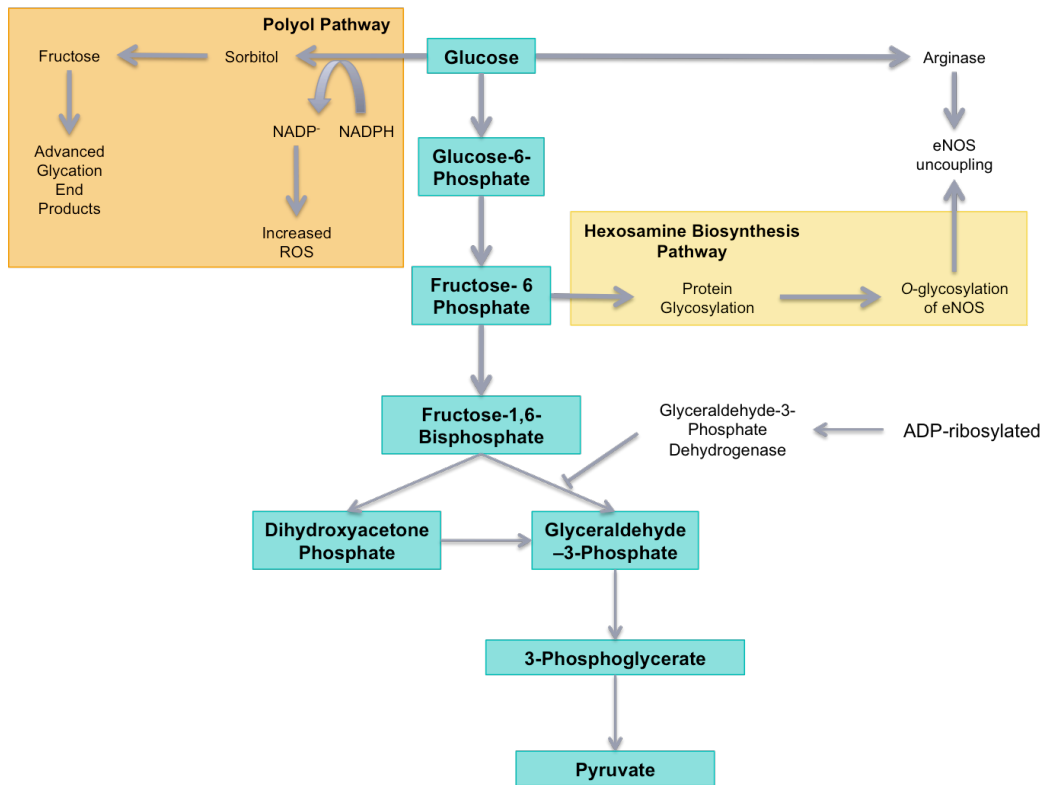 Polyol Pathway
Fructose
Sorbitol
Glucose
Arginase
NADP-
NADPH
Advanced
Glycation
End
Products
Increased
ROS
Glucose-6-
Phosphate
eNOS
uncoupling
Hexosamine Biosynthesis
Pathway
Fructose- 6
Phosphate
Protein
Glycosylation
O-glycosylation
of eNOS
Fructose-1,6-
Bisphosphate
Glyceraldehyde-3-
Phosphate
Dehydrogenase
ADP-ribosylated
Dihydroxyacetone
Phosphate
Glyceraldehyde
–3-Phosphate
3-Phosphoglycerate
Pyruvate